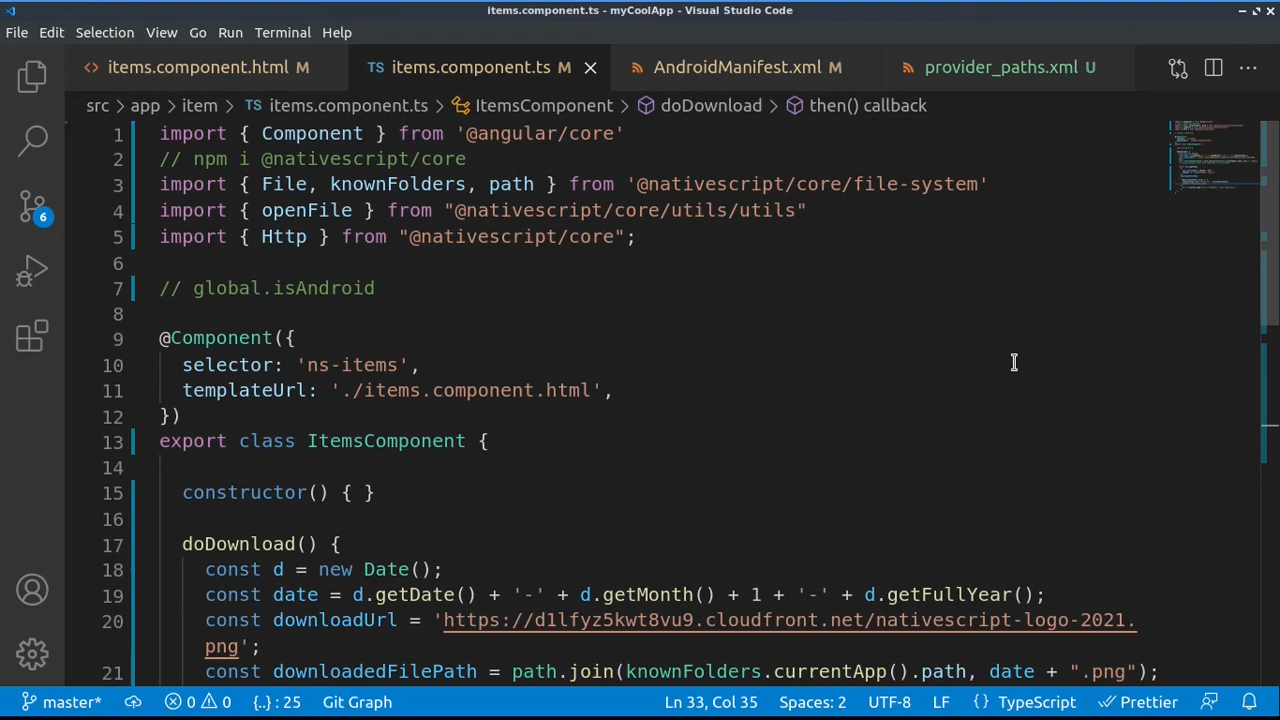 items.component.ts - myCoolApp - Visual Studio Code
File Edit Selection View Go Run Terminal Help
items.component.html M TS items.component.ts M AndroidManifest.xml M provider_paths.xml U
src app item TS items.component.ts ItemsComponent doDownload then() callback
1 import { Component } from '@angular/core'
2 // npm i @nativescript/core
3 import { File, knownFolders, path } from '@nativescript/core/file-system'
4 import { openFile } from "@nativescript/core/utils/utils"
5 import { Http } from "@nativescript/core";
6
7 // global.isAndroid
8
9 @Component({
10 selector: 'ns-items',
11 templateUrl: './items.component.html',
12 })
13 export class ItemsComponent {
14
15 constructor() { }
16
17 doDownload() {
18 const d = new Date();
19 const date = d.getDate() + '-' + d.getMonth() + 1 + '-' + d.getFullYear();
20 const downloadUrl = 'https://d1lfyz5kwt8vu9.cloudfront.net/nativescript-logo-2021.
png';
21 const downloadedFilePath = path.join(knownFolders.currentApp().path, date + ".png");
6
master* 0 0 {..} : 25 Git Graph Ln 33, Col 35 Spaces: 2 UTF-8 LF {} TypeScript Prettier